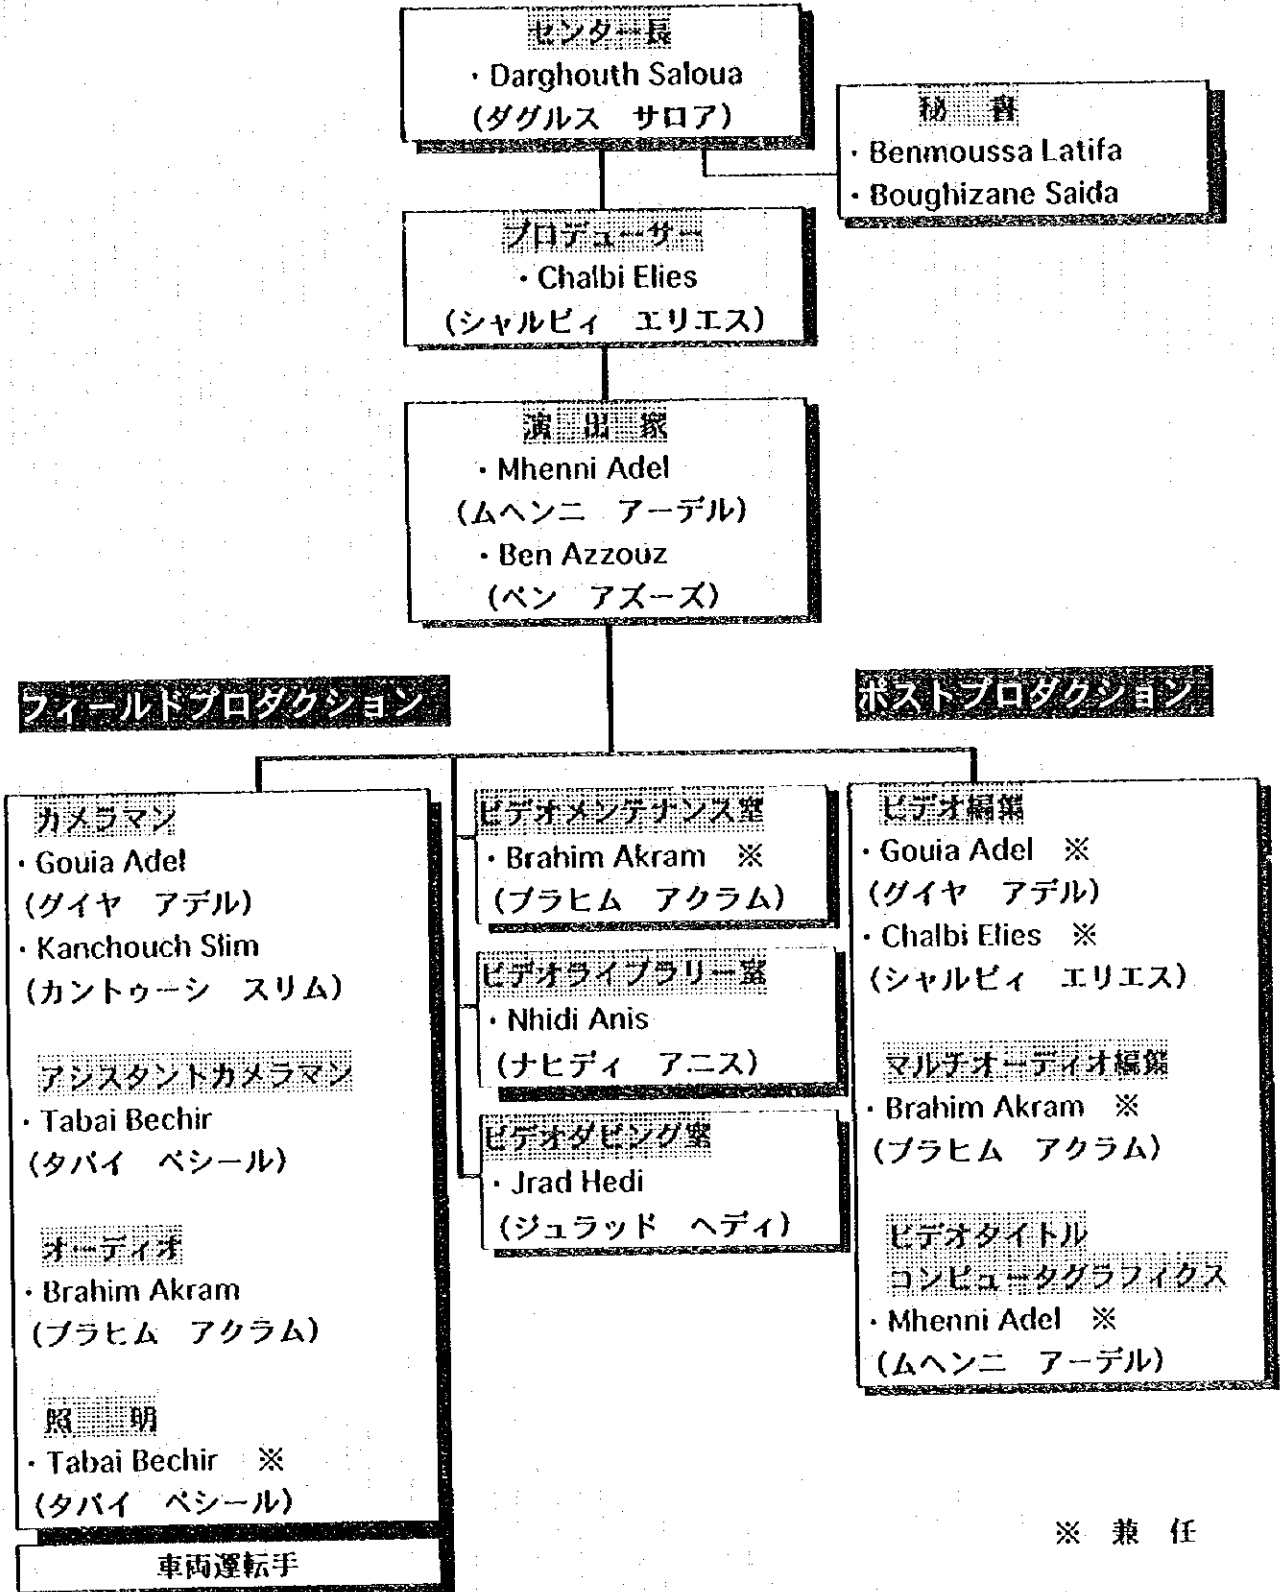 センター長
・Darghouth Saloua
(ダグルス サロア)
秘 書
・Benmoussa Latifa
・Boughizane Saida
プロデューサー
・Chalbi Elies
(シャルビィ エリエス)
演 出 家
・Mhenni Adel
(ムヘンニ アーデル)
・Ben Azzouz
(ベン アズーズ)
フィールドプロダクション
ポストプロダクション
カメラマン
・Gouia Adel
(グイヤ アデル)
・Kanchouch Slim
(カントゥーシ スリム)
アシスタントカメラマン
・Tabai Bechir
(タバイ ベシール)
オーディオ
・Brahim Akram
(ブラヒム アクラム)
照 明
・Tabai Bechir ※
(タバイ ベシール)
車両運転手
ビデオメンテナンス室
・Brahim Akram ※
(ブラヒム アクラム)
ビデオライブラリー室
・Nhidi Anis
(ナヒディ アニス)
ビデオダビング室
・Jrad Hedi
(ジュラッド ヘディ)
ビデオ編集
・Gouia Adel ※
(グイヤ アデル)
・Chalbi Elies ※
(シャルビィ エリエス)
マルチオーディオ編集
・Brahim Akram ※
(ブラヒム アクラム)
ビデオタイトル
コンピュータグラフィクス
・Mhenni Adel ※
(ムヘンニ アーデル)
※ 兼 任